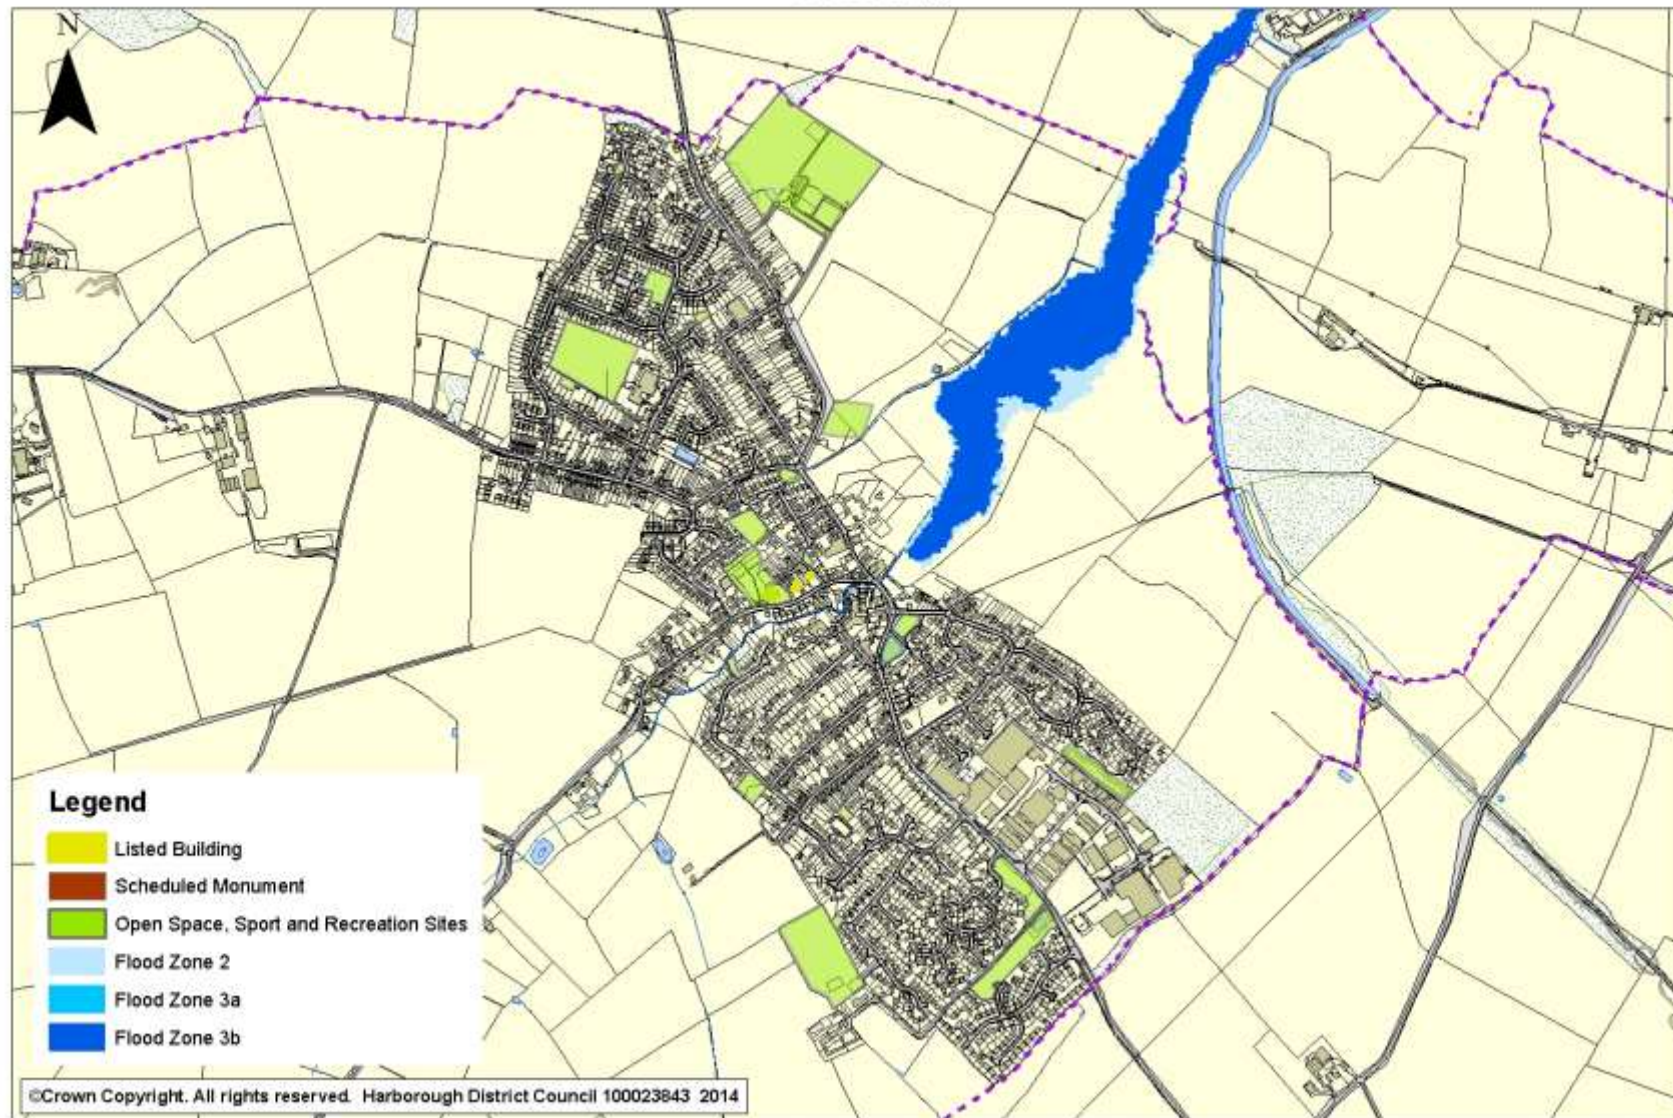 N
Legend
Listed Building
Scheduled Monument
Open Space, Sport and Recreation Sites
Flood Zone 2
Flood Zone 3a
Flood Zone 3b
©Crown Copyright. All rights reserved. Harborough District Council 100023843 2014